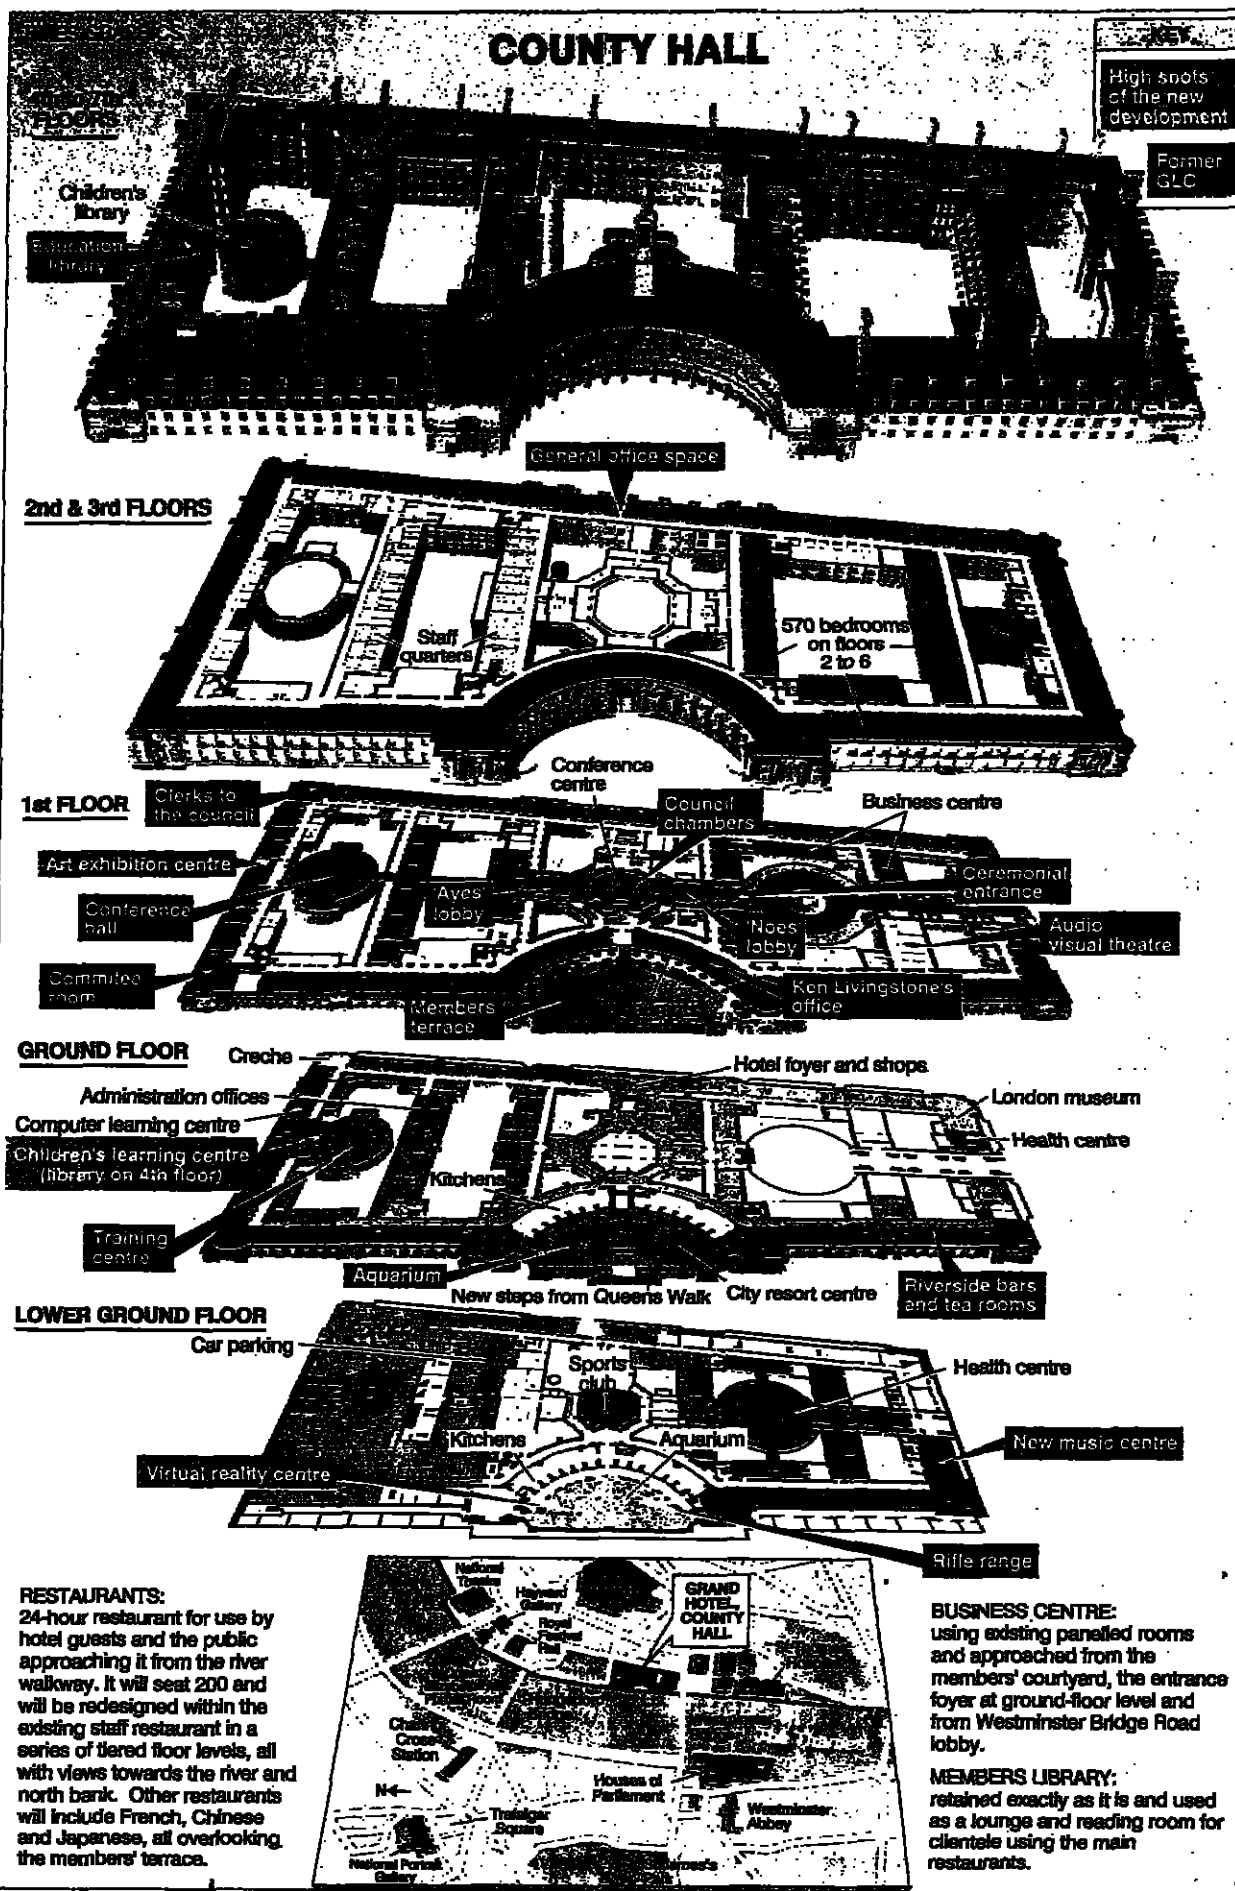 COUNTY HALL
KEY
High spots
of the new
development
Former
GLC
FLOORS
Children's
library
Education
library
General office space
2nd & 3rd FLOORS
Staff
quarters
570 bedrooms
on floors
2 to 6
Conference
centre
1st FLOOR
Clerks to
the council
Council
chambers
Business centre
Art exhibition centre
'Ayes'
lobby
Ceremonial
entrance
Conference
hall
'Noes'
lobby
Audio
visual theatre
Commitee
room
Members
terrace
Ken Livingstone's
office
GROUND FLOOR
Creche
Hotel foyer and shops
Administration offices
London museum
Computer learning centre
Health centre
Children's learning centre
(library on 4th floor)
Kitchens
Training
centre
Aquarium
New steps from Queens Walk
City resort centre
Riverside bars
and tea rooms
LOWER GROUND FLOOR
Car parking
Sports
club
Health centre
Kitchens
Aquarium
New music centre
Virtual reality centre
Rifle range
National
Theatre
Hayward
Gallery
Royal
Festival
Hall
GRAND
HOTEL,
COUNTY
HALL
Charing
Cross
Station
N
Houses of
Parliament
Trafalgar
Square
Westminster
Abbey
National Portrait
Gallery
RESTAURANTS:
24-hour restaurant for use by
hotel guests and the public
approaching it from the river
walkway. It will seat 200 and
will be redesigned within the
existing staff restaurant in a
series of tiered floor levels, all
with views towards the river and
north bank. Other restaurants
will include French, Chinese
and Japanese, all overlooking
the members' terrace.
BUSINESS CENTRE:
using existing panelled rooms
and approached from the
members' courtyard, the entrance
foyer at ground-floor level and
from Westminster Bridge Road
lobby.
MEMBERS LIBRARY:
retained exactly as it is and used
as a lounge and reading room for
clientele using the main
restaurants.